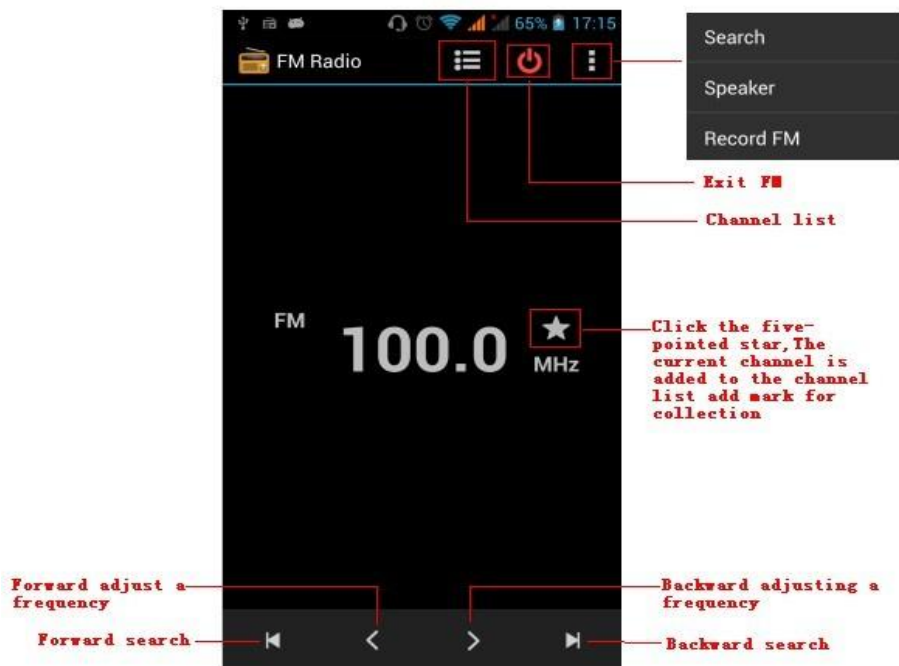 65% 17:15
FM Radio
Search
Speaker
Record FM
Exit FM
Channel list
FM
100.0
MHz
Click the five-
pointed star,The
current channel is
added to the channel
list add mark for
collection
Forward adjust a
frequency
Backward adjusting a
frequency
Forward search
Backward search